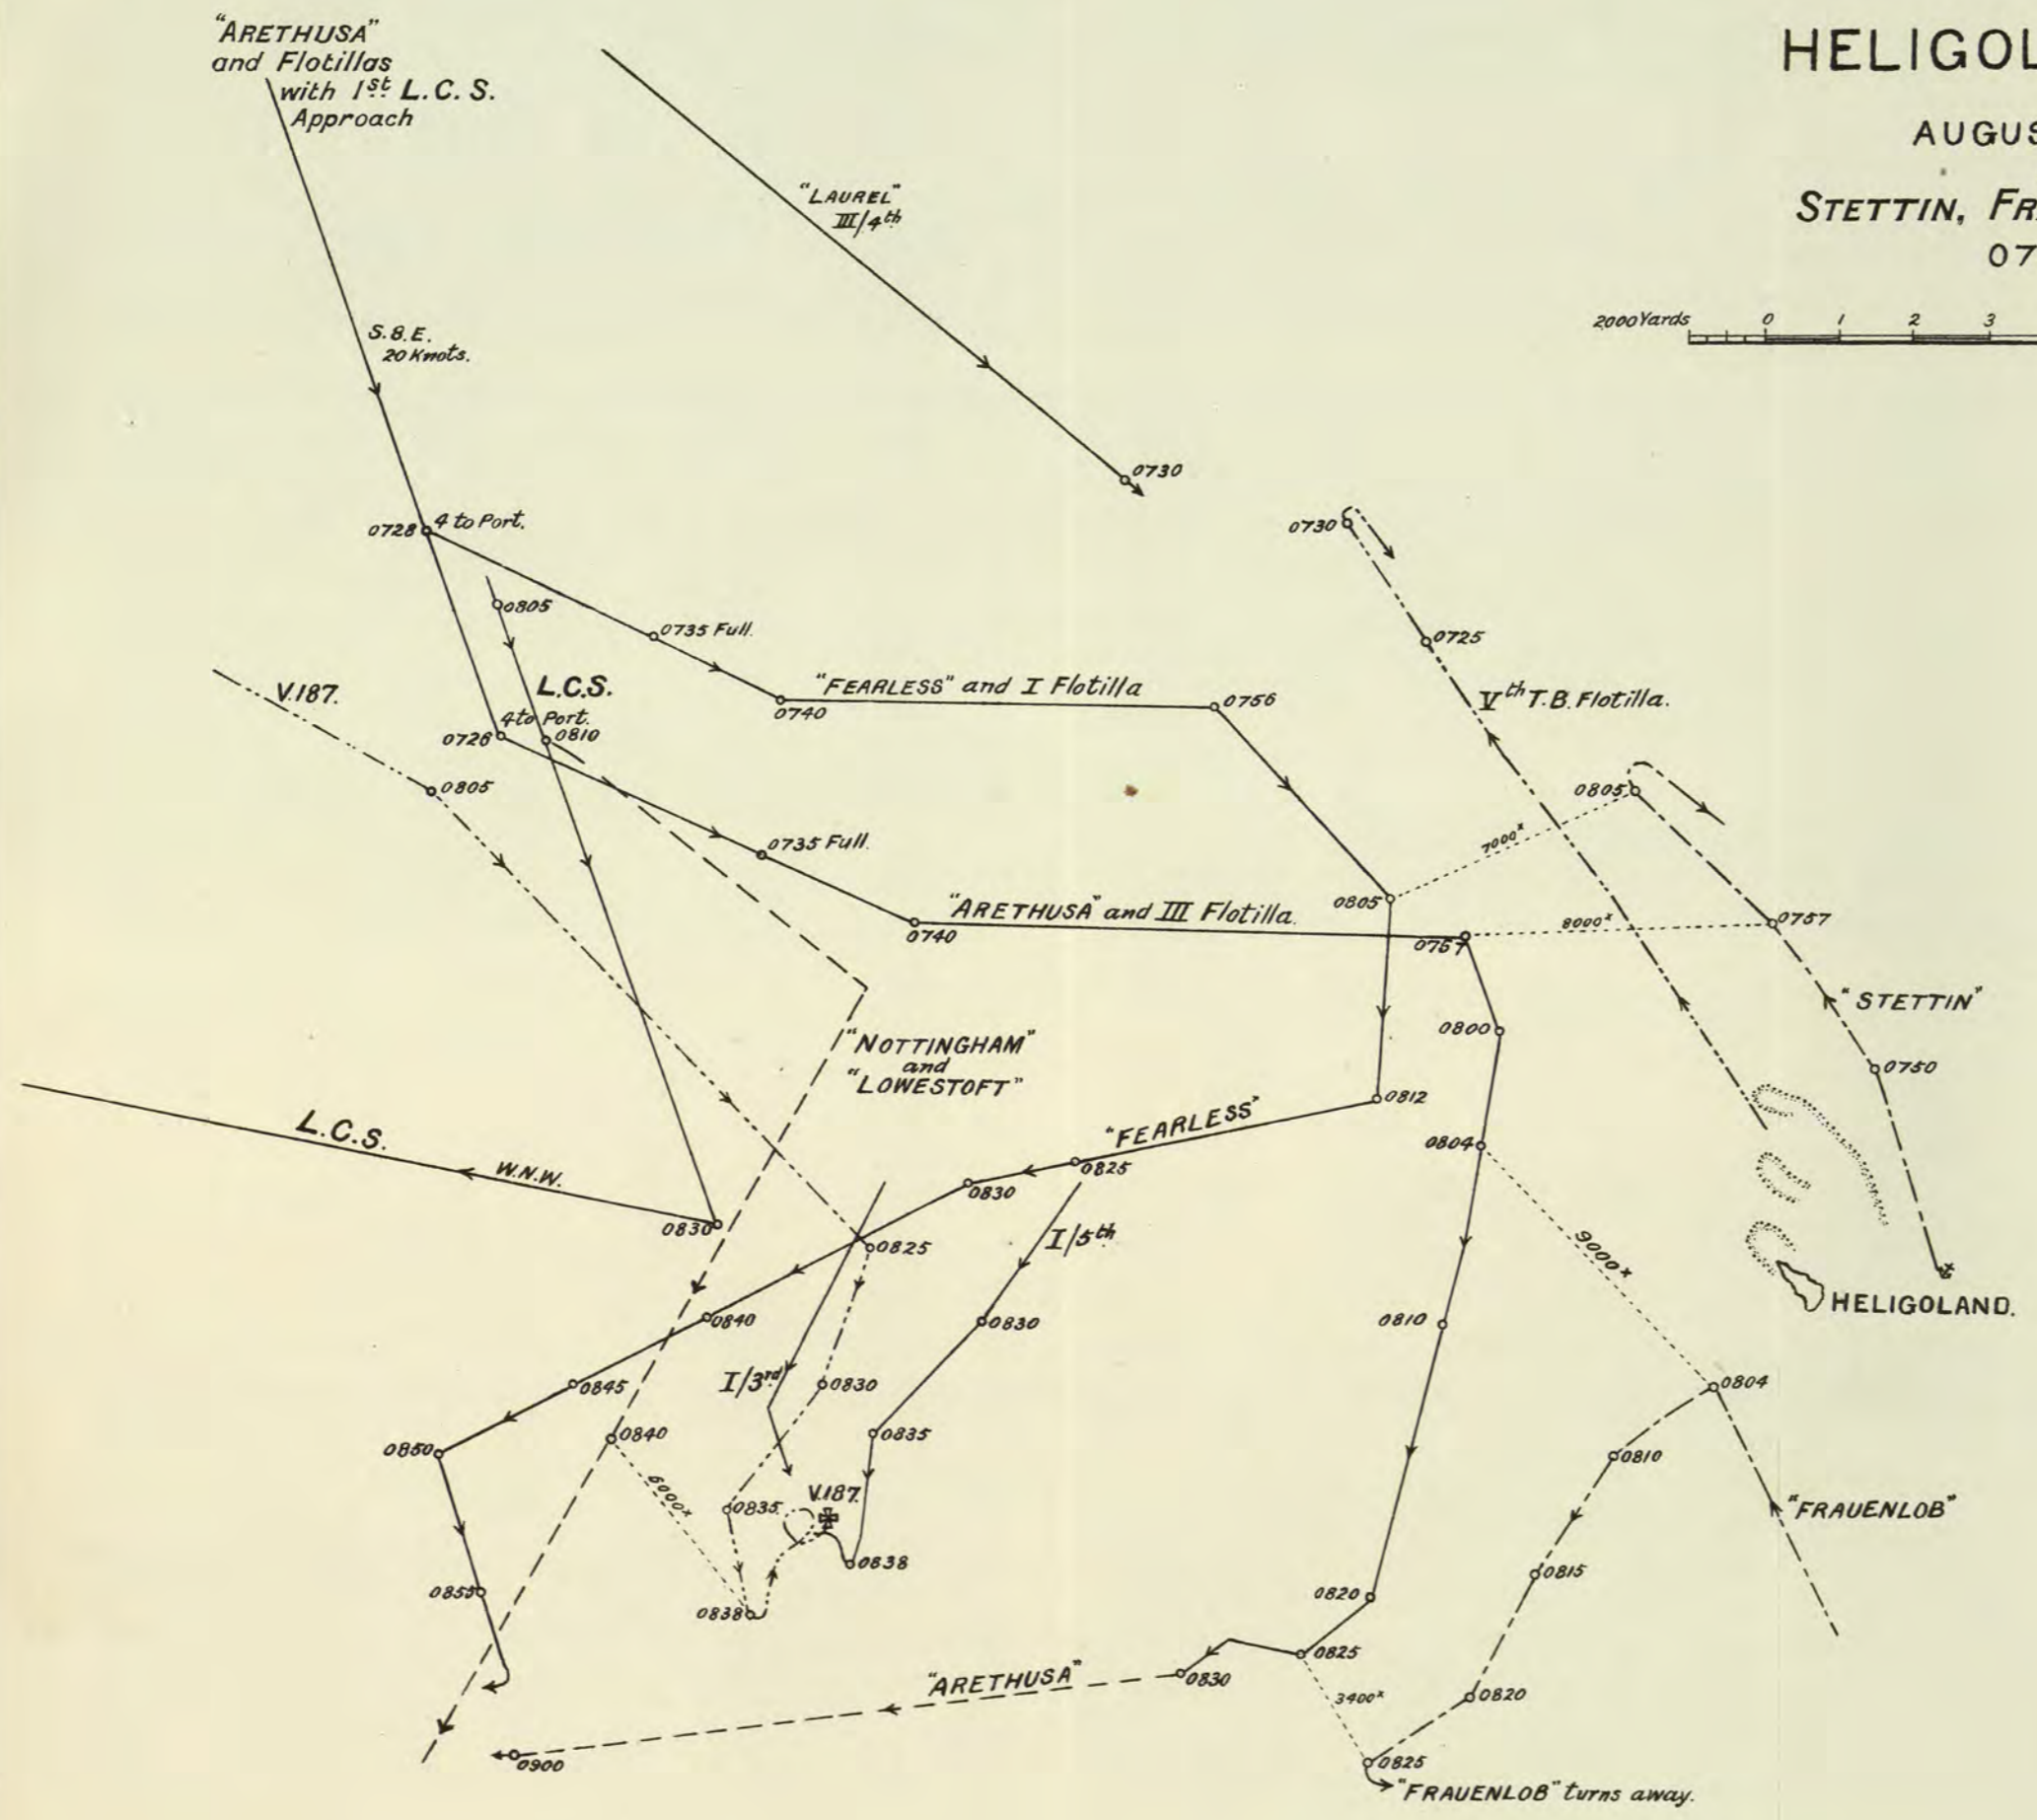 "ARETHUSA"
and Flotillas
with 1st L.C.S.
Approach
HELIGOL
AUGUS
STETTIN, FR
07
2000 Yards 0 1 2 3
"LAUREL"
III/4th
S.B.E.
20 Knots.
0730
0728 4 to Port.
0730
0805
0725
0735 Full.
V.187.
L.C.S.
"FEARLESS" and I Flotilla
0740
0756
Vth T.B. Flotilla.
4 to Port.
0726
0810
0805
0805
7000x
0735 Full.
"ARETHUSA" and III Flotilla.
0805
0740
0757
8000x
0757
"STETTIN"
0800
"NOTTINGHAM"
and
"LOWESTOFT"
0750
0812
"FEARLESS"
L.C.S.
W.N.W.
0804
0825
0830
0830
0825
I/5th
9000x
HELIGOLAND.
0840
0830
0810
I/3rd
0830
0845
0804
0840
0835
0850
0810
6000x
0835
V.187.
"FRAUENLOB"
0838
0815
0855
0838
0820
0825
"ARETHUSA"
0830
3400x
0820
0900
0825
"FRAUENLOB" turns away.